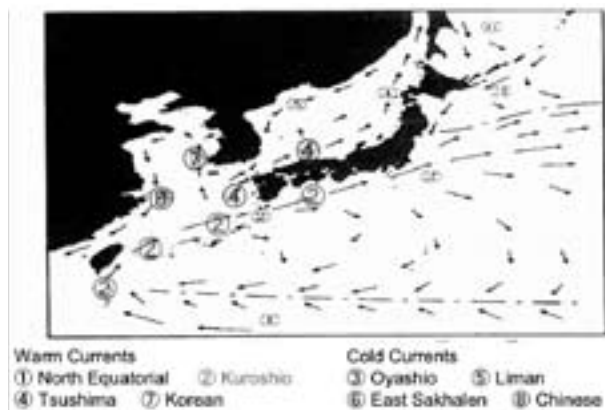 Warm Currents
① North Equatorial ② Kuroshio
④ Tsushima ⑦ Korean
Cold Currents
③ Oyashio ⑤ Liman
⑥ East Sakhalen ⑧ Chinese